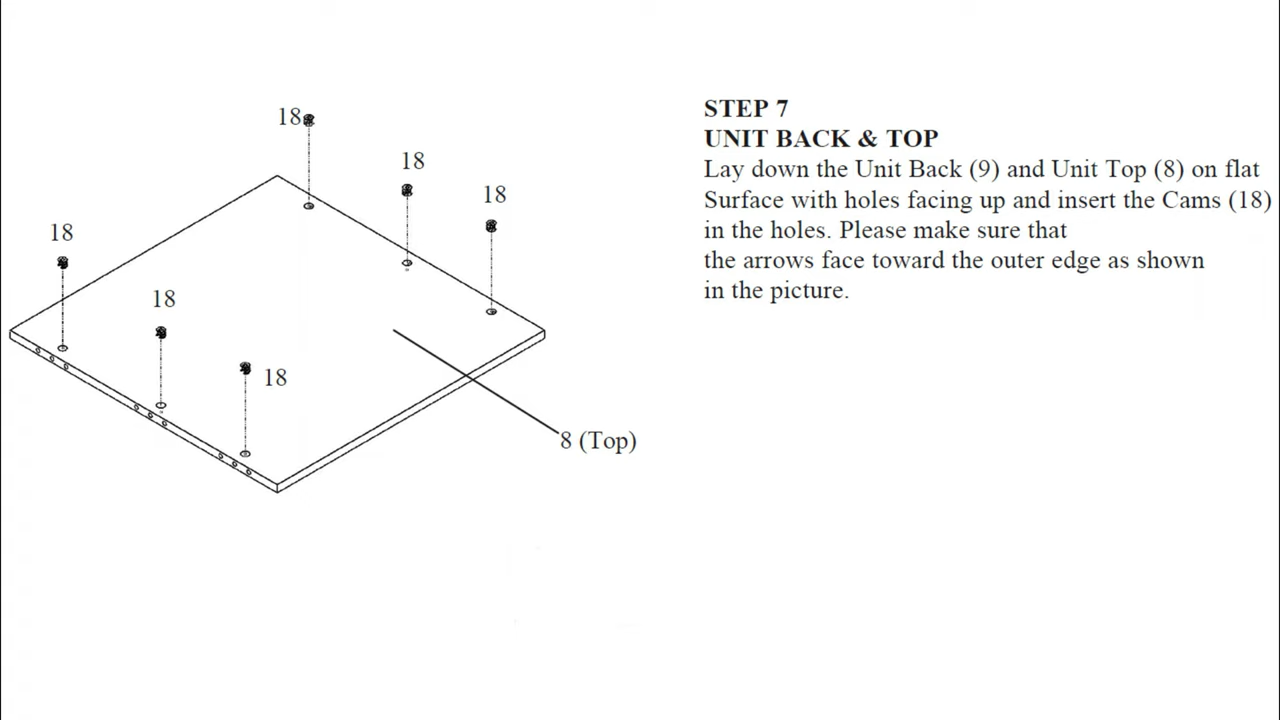 18
18
18
18
18
18
8 (Top)
STEP 7
UNIT BACK & TOP
Lay down the Unit Back (9) and Unit Top (8) on flat
Surface with holes facing up and insert the Cams (18)
in the holes. Please make sure that
the arrows face toward the outer edge as shown
in the picture.